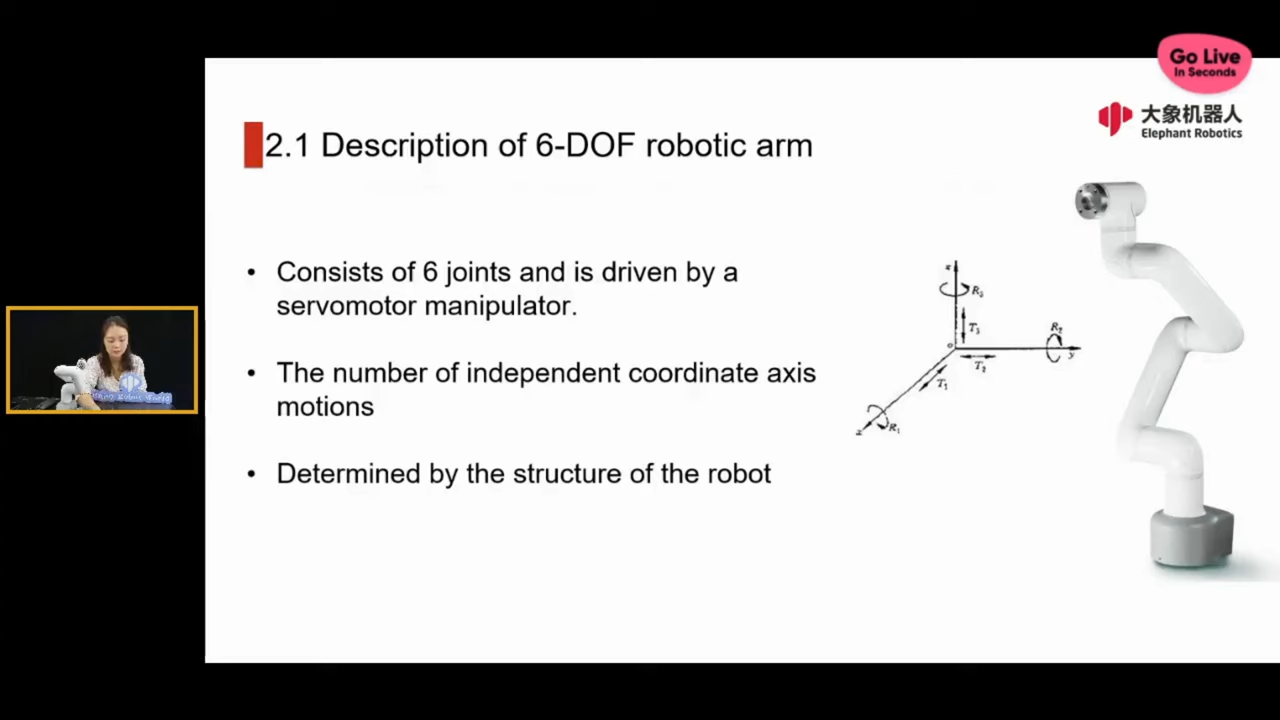 Go Live
In Seconds
大象机器人
Elephant Robotics
2.1 Description of 6-DOF robotic arm
• Consists of 6 joints and is driven by a
servomotor manipulator.
• The number of independent coordinate axis
motions
• Determined by the structure of the robot
z
R3
T3
o
R2
y
T2
T1
R1